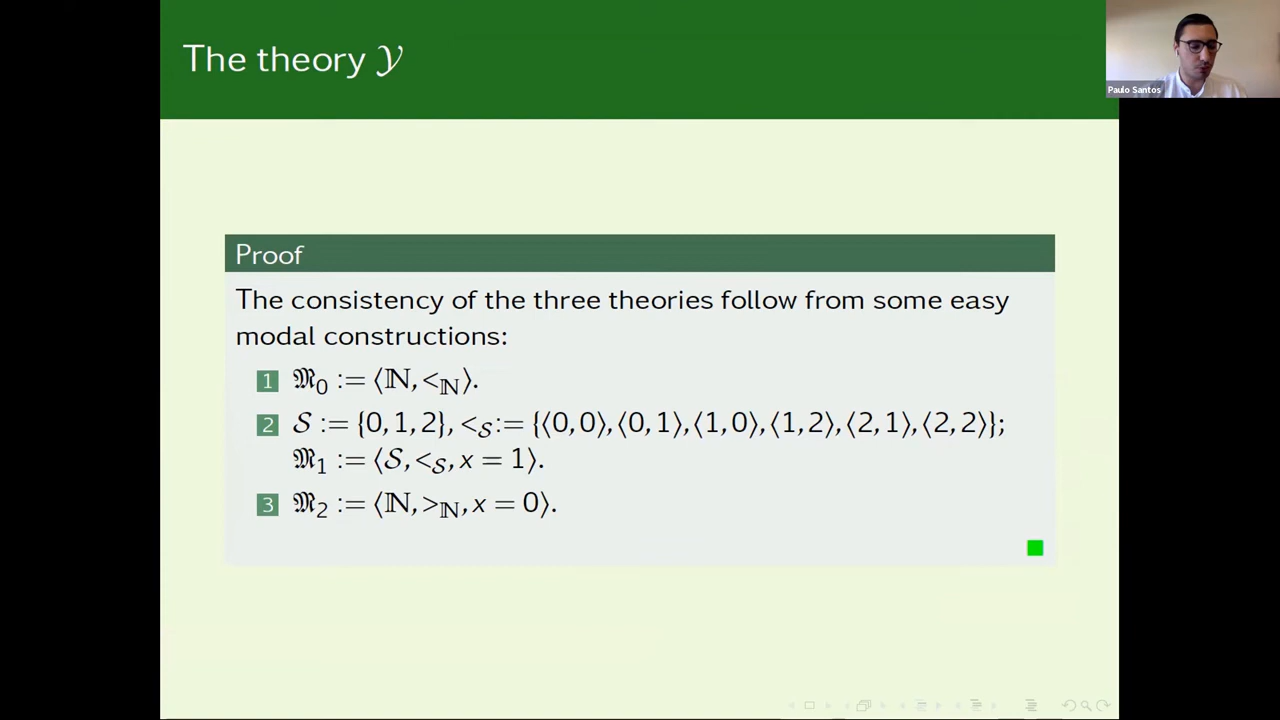 The theory 𝒴
Paulo Santos
Proof
The consistency of the three theories follow from some easy
modal constructions:
1 𝔐₀ := ⟨ℕ, <_ℕ⟩.
2 𝒮 := {0, 1, 2}, <_𝒮:= {⟨0, 0⟩, ⟨0, 1⟩, ⟨1, 0⟩, ⟨1, 2⟩, ⟨2, 1⟩, ⟨2, 2⟩};
𝔐₁ := ⟨𝒮, <_𝒮, x = 1⟩.
3 𝔐₂ := ⟨ℕ, >_ℕ, x = 0⟩.